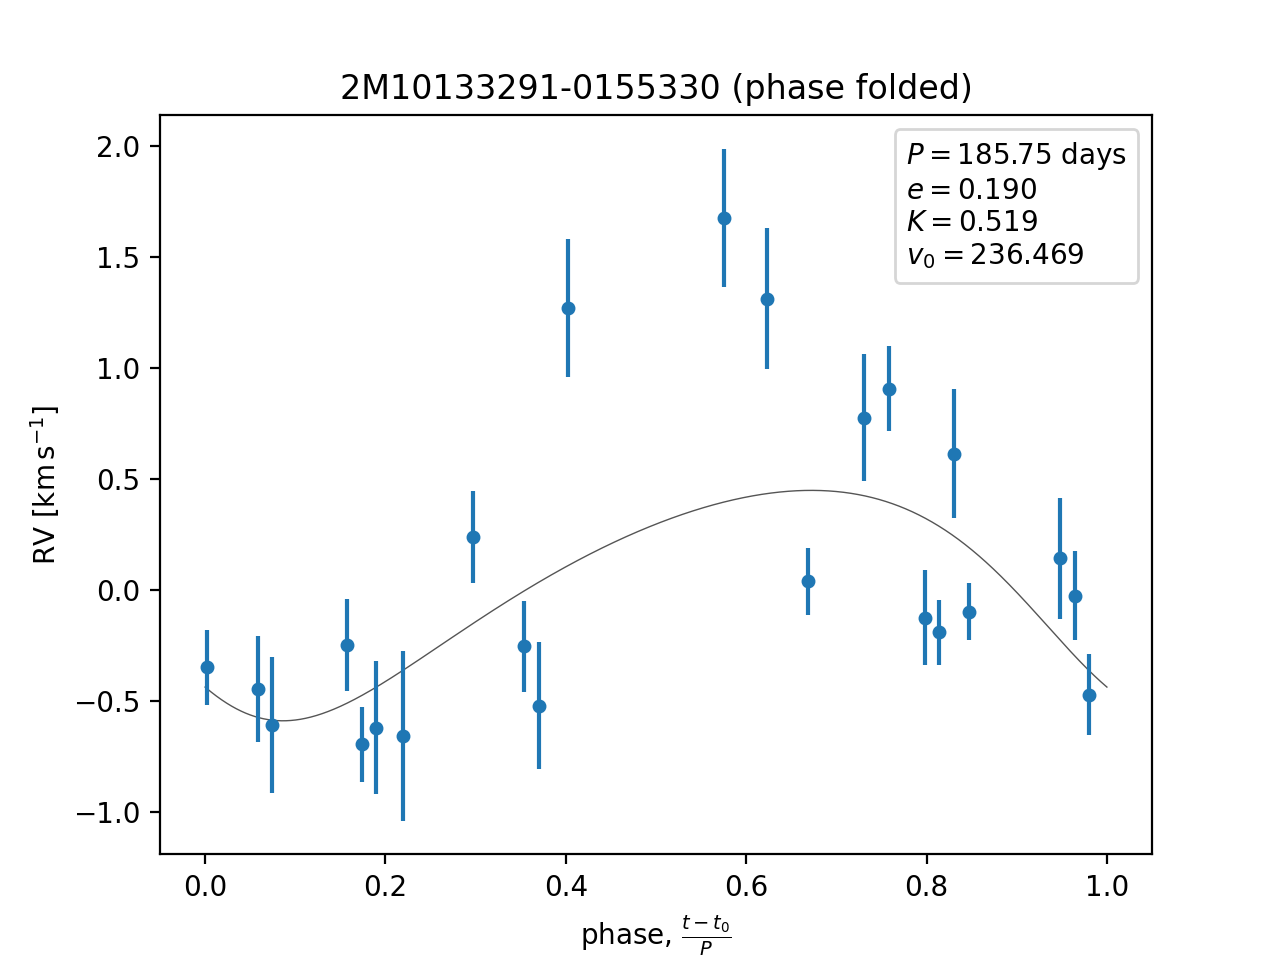 2M10133291-0155330 (phase folded)
P = 185.75 days
e = 0.190
K = 0.519
v₀ = 236.469
2.0
1.5
1.0
0.5
0.0
−0.5
−1.0
RV [km s⁻¹]
0.0 0.2 0.4 0.6 0.8 1.0
phase, (t − t₀)/P